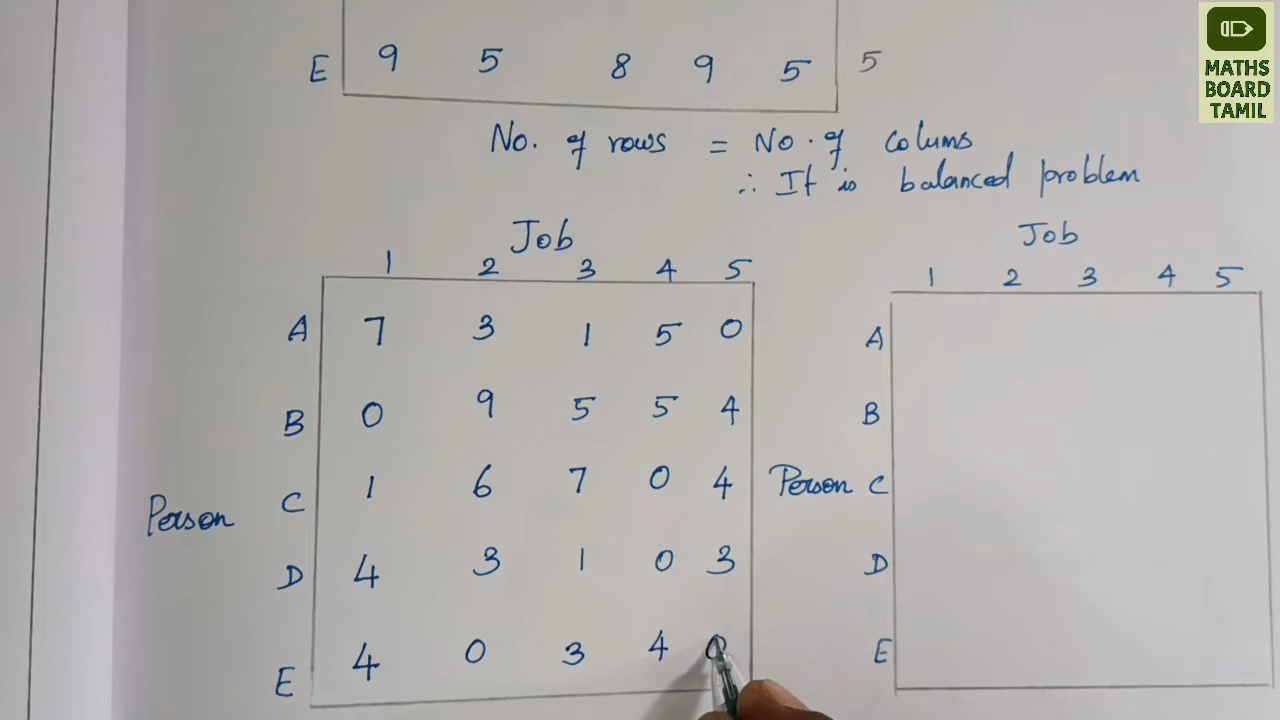 E 9 5 8 9 5 5
MATHS
BOARD
TAMIL
No. of rows = No. of colums
∴ It is balanced problem
Job
1 2 3 4 5
A 7 3 1 5 0
B 0 9 5 5 4
Person C 1 6 7 0 4
D 4 3 1 0 3
E 4 0 3 4 0
Job
1 2 3 4 5
A
B
Person C
D
E